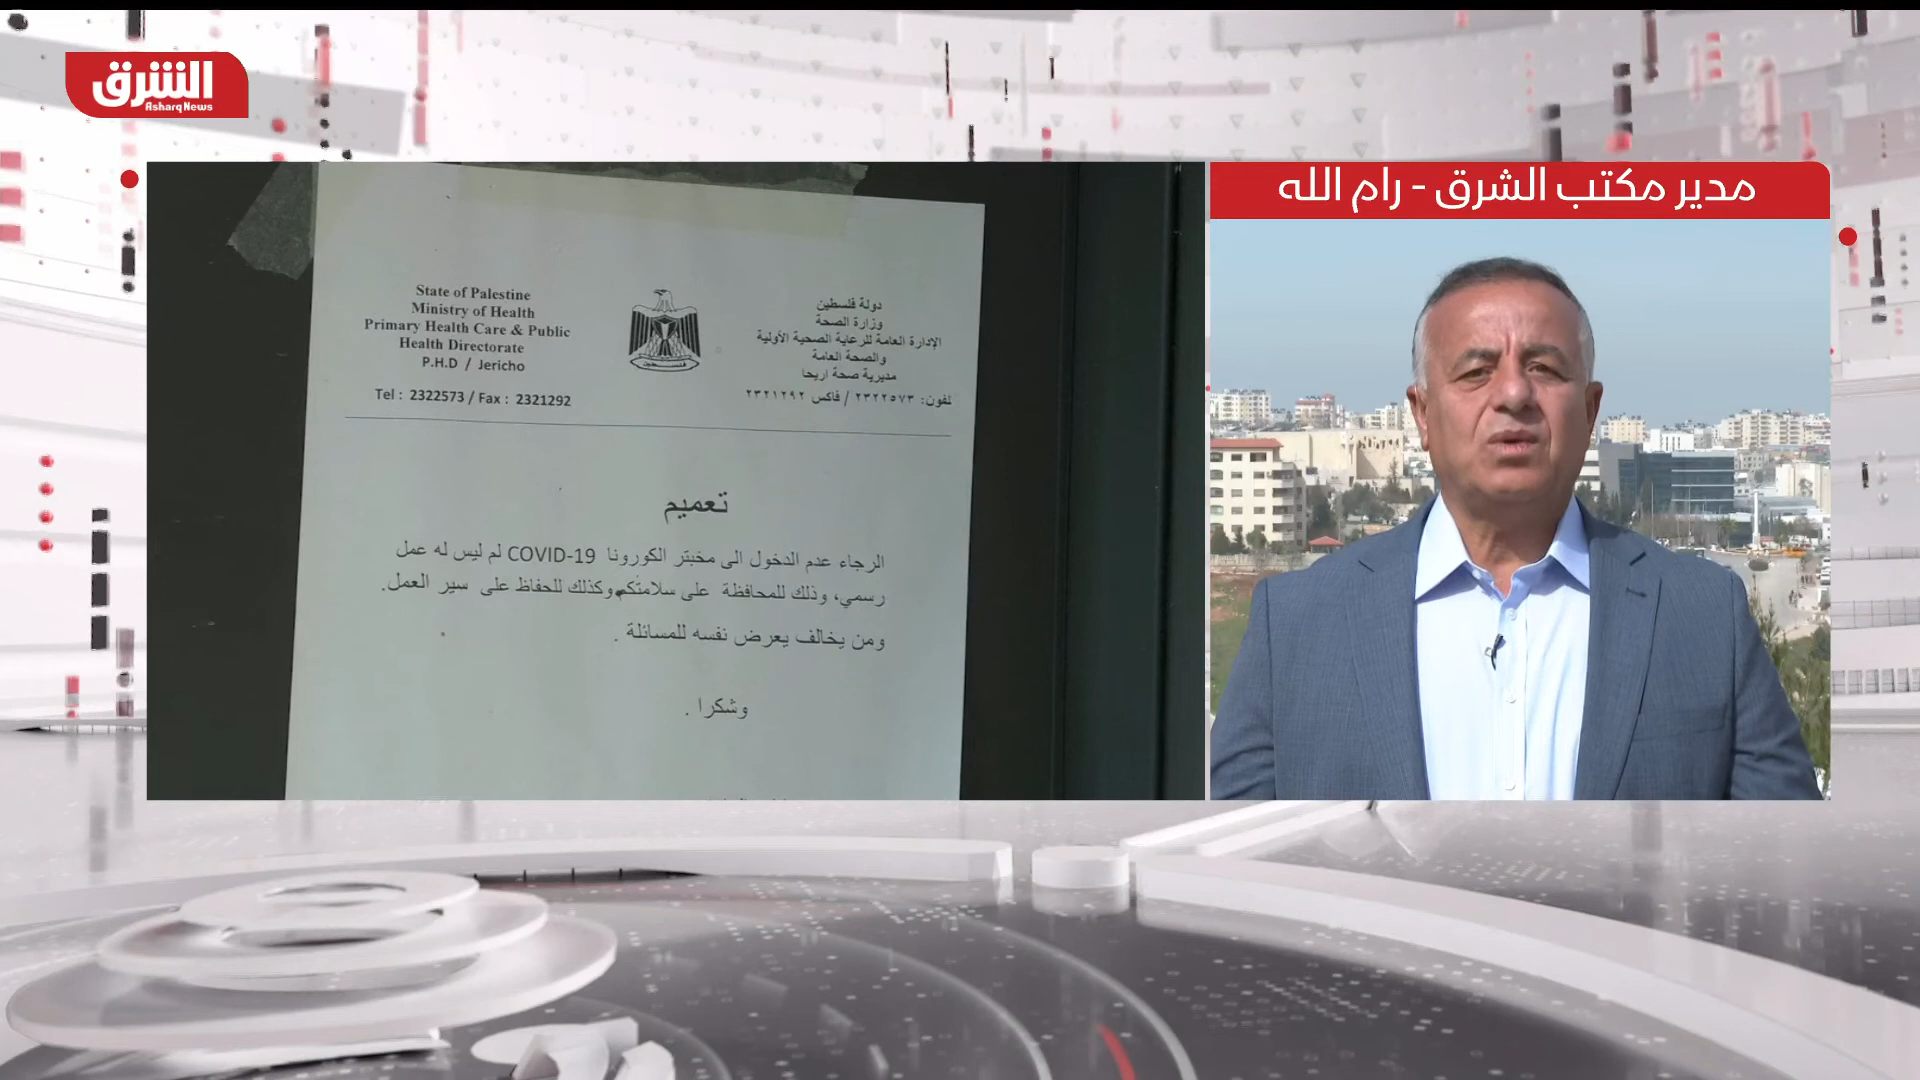 الشرق
Asharq News
مدير مكتب الشرق - رام الله
State of Palestine
Ministry of Health
Primary Health Care & Public
Health Directorate
P.H.D / Jericho
Tel : 2322573 / Fax : 2321292
فلسطين
دولة فلسطين
وزارة الصحة
الإدارة العامة للرعاية الصحية الأولية
والصحة العامة
مديرية صحة اريحا
تلفون: ٢٣٢٢٥٧٣ / فاكس ٢٣٢١٢٩٢
تعميم
الرجاء عدم الدخول الى مختبر الكورونا COVID-19 لم ليس له عمل
رسمي، وذلك للمحافظة على سلامتكم وكذلك للحفاظ على سير العمل.
ومن يخالف يعرض نفسه للمسائلة .
وشكرا .